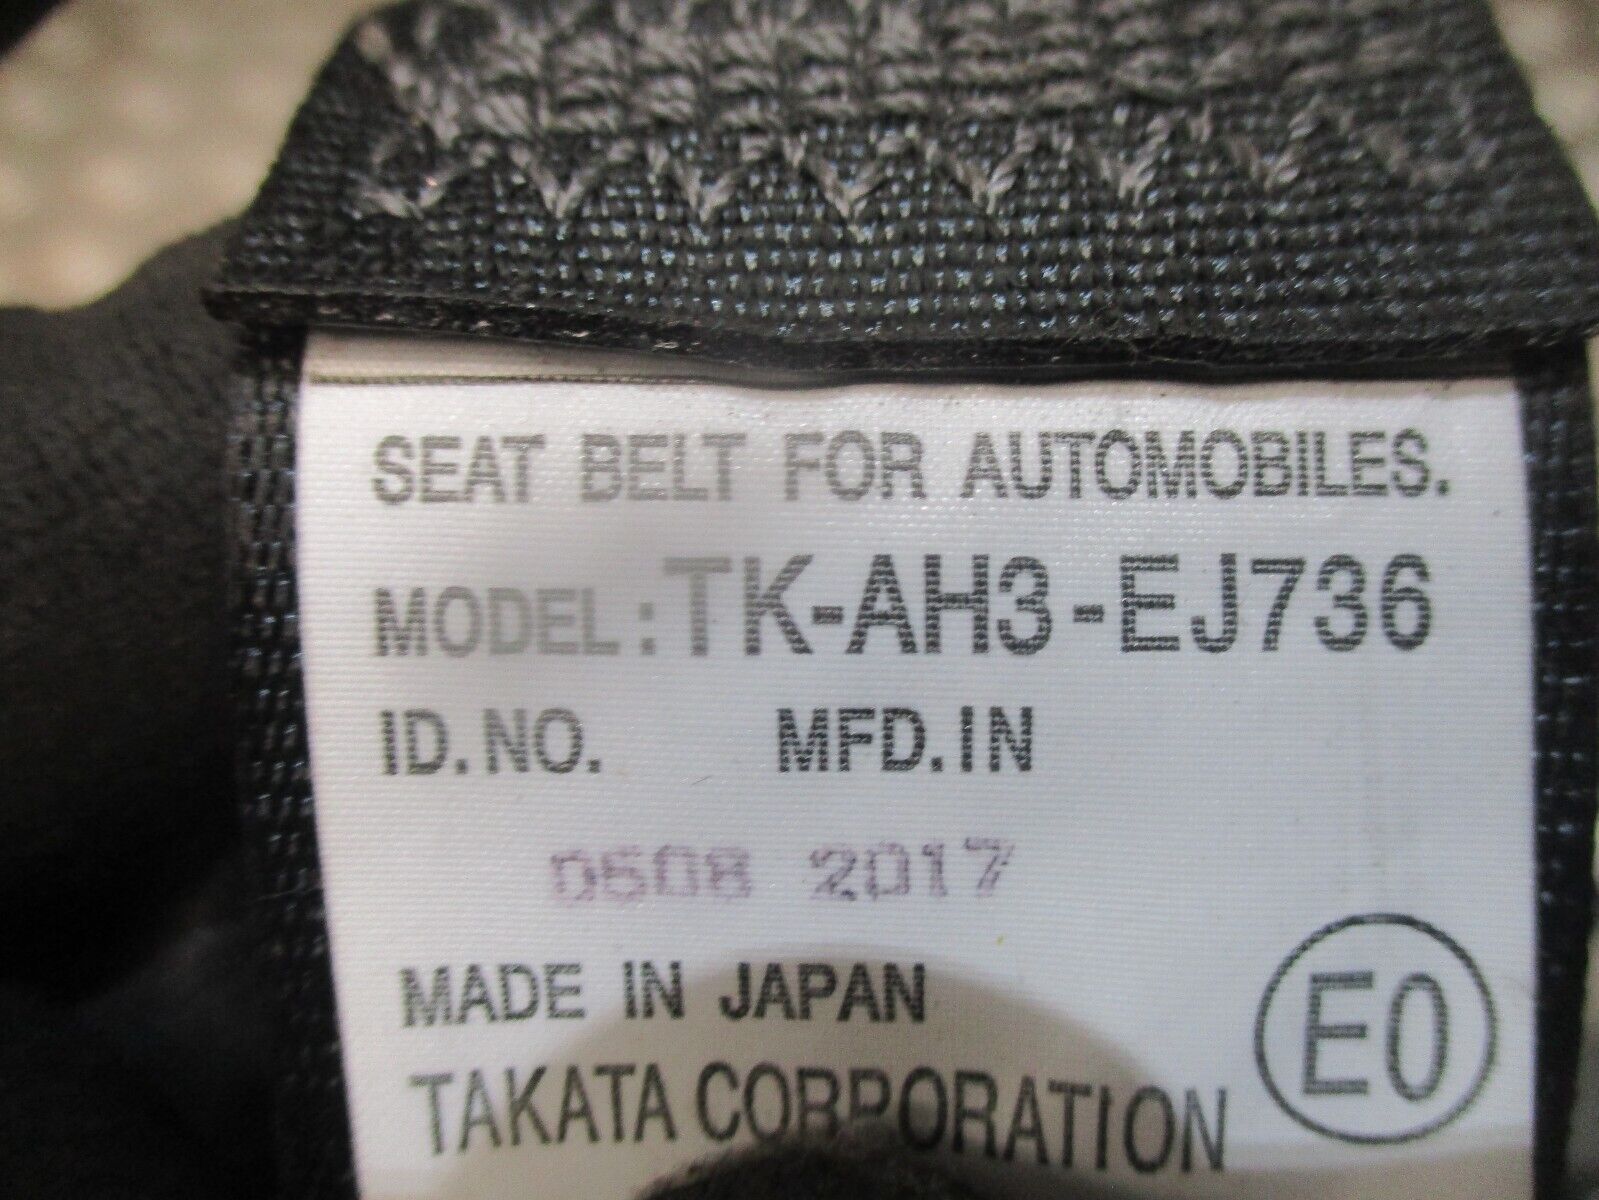 SEAT BELT FOR AUTOMOBILES.
MODEL: TK-AH3-EJ736
ID.NO. MFD.IN
0508 2017
MADE IN JAPAN
E0
TAKATA CORPORATION